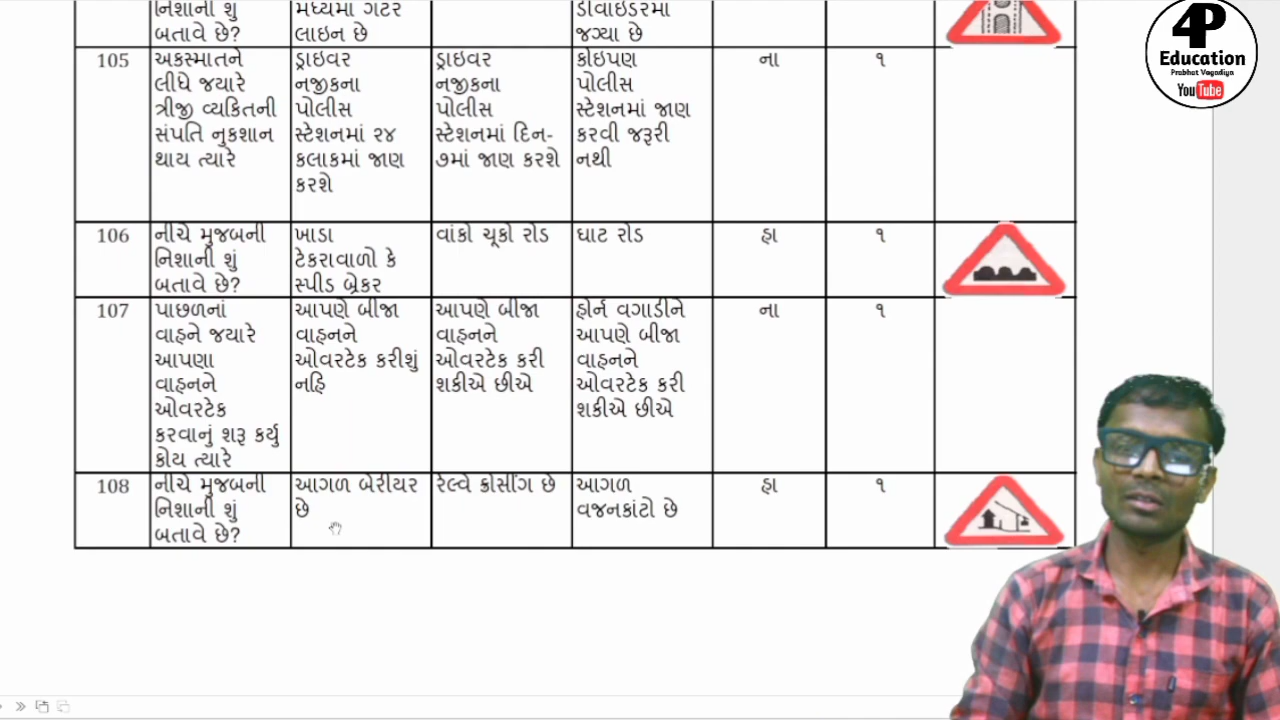 નિશાની શું
બતાવે છે?
મધ્યમાં ગટર
લાઇન છે
ડીવાઇડરમાં
જગ્યા છે
105
અકસ્માતને
લીધે જયારે
ત્રીજી વ્યકિતની
સંપતિ નુકશાન
થાય ત્યારે
ડ્રાઇવર
નજીકના
પોલીસ
સ્ટેશનમાં ૨૪
કલાકમાં જાણ
કરશે
ડ્રાઇવર
નજીકના
પોલીસ
સ્ટેશનમાં દિન-
૭માં જાણ કરશે
કોઇપણ
પોલીસ
સ્ટેશનમાં જાણ
કરવી જરૂરી
નથી
ના
૧
106
નીચે મુજબની
નિશાની શું
બતાવે છે?
ખાડા
ટેકરાવાળો કે
સ્પીડ બ્રેકર
વાંકો ચૂકો રોડ
ઘાટ રોડ
હા
૧
107
પાછળનાં
વાહને જયારે
આપણા
વાહનને
ઓવરટેક
કરવાનું શરૂ કર્યુ
કોય ત્યારે
આપણે બીજા
વાહનને
ઓવરટેક કરીશું
નહિ
આપણે બીજા
વાહનને
ઓવરટેક કરી
શકીએ છીએ
હોર્ન વગાડીને
આપણે બીજા
વાહનને
ઓવરટેક કરી
શકીએ છીએ
ના
૧
108
નીચે મુજબની
નિશાની શું
બતાવે છે?
આગળ બેરીયર
છે
રેલ્વે ક્રોસીંગ છે
આગળ
વજનકાંટો છે
હા
૧
4P
Education
Prabhat Vagadiya
YouTube